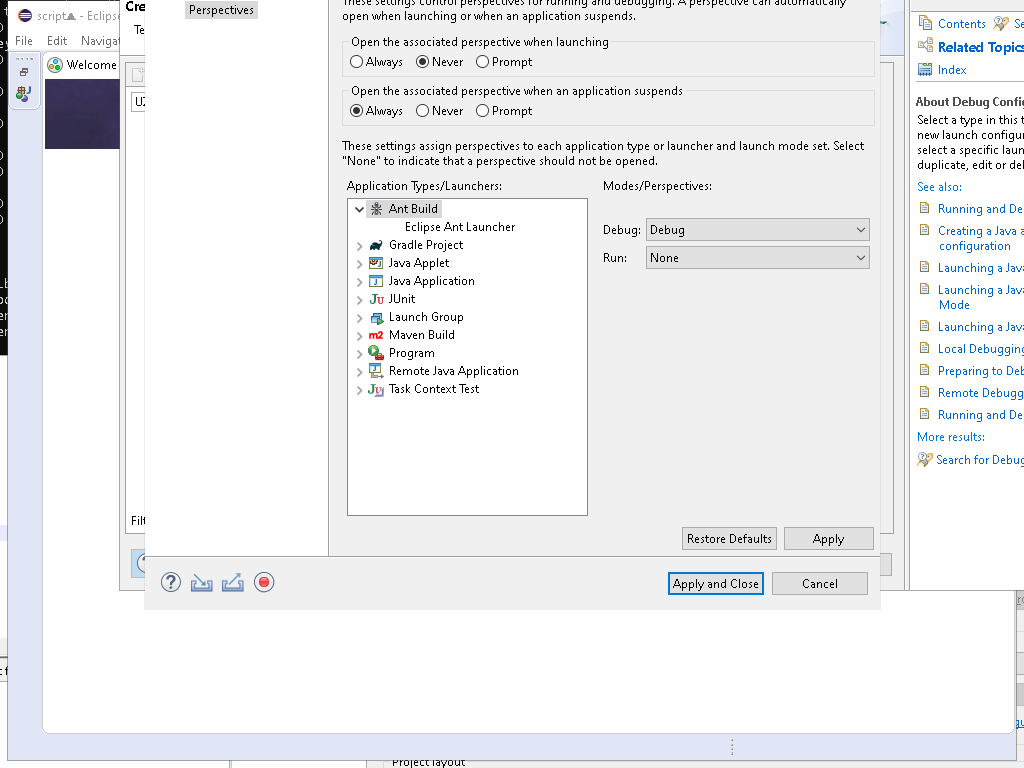 script▲ - Eclips
File Edit Navigat
Welcome
Perspectives
These settings control perspectives for running and debugging. A perspective can automatically
open when launching or when an application suspends.
Open the associated perspective when launching
Always Never Prompt
Open the associated perspective when an application suspends
Always Never Prompt
These settings assign perspectives to each application type or launcher and launch mode set. Select
"None" to indicate that a perspective should not be opened.
Application Types/Launchers:
Modes/Perspectives:
Ant Build
Eclipse Ant Launcher
Gradle Project
Java Applet
Java Application
JUnit
Launch Group
Maven Build
Program
Remote Java Application
Task Context Test
Debug: Debug
Run: None
Restore Defaults Apply
Apply and Close Cancel
Cre
Te
Filt
Contents Se
Related Topics
Index
About Debug Config
Select a type in this t
new launch configur
select a specific laun
duplicate, edit or del
See also:
Running and De
Creating a Java a
configuration
Launching a Java
Launching a Java
Mode
Launching a Java
Local Debugging
Preparing to Deb
Remote Debugg
Running and De
More results:
Search for Debug
Project layout